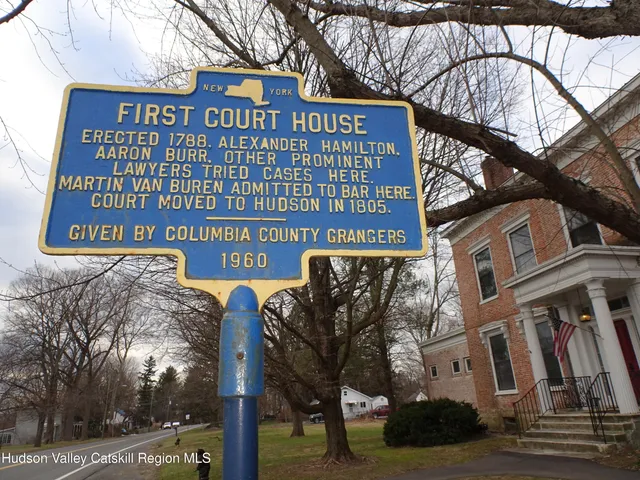 NEW YORK
FIRST COURT HOUSE
ERECTED 1788. ALEXANDER HAMILTON,
AARON BURR, OTHER PROMINENT
LAWYERS TRIED CASES HERE.
MARTIN VAN BUREN ADMITTED TO BAR HERE.
COURT MOVED TO HUDSON IN 1805.
GIVEN BY COLUMBIA COUNTY GRANGERS
1960
Hudson Valley Catskill Region MLS